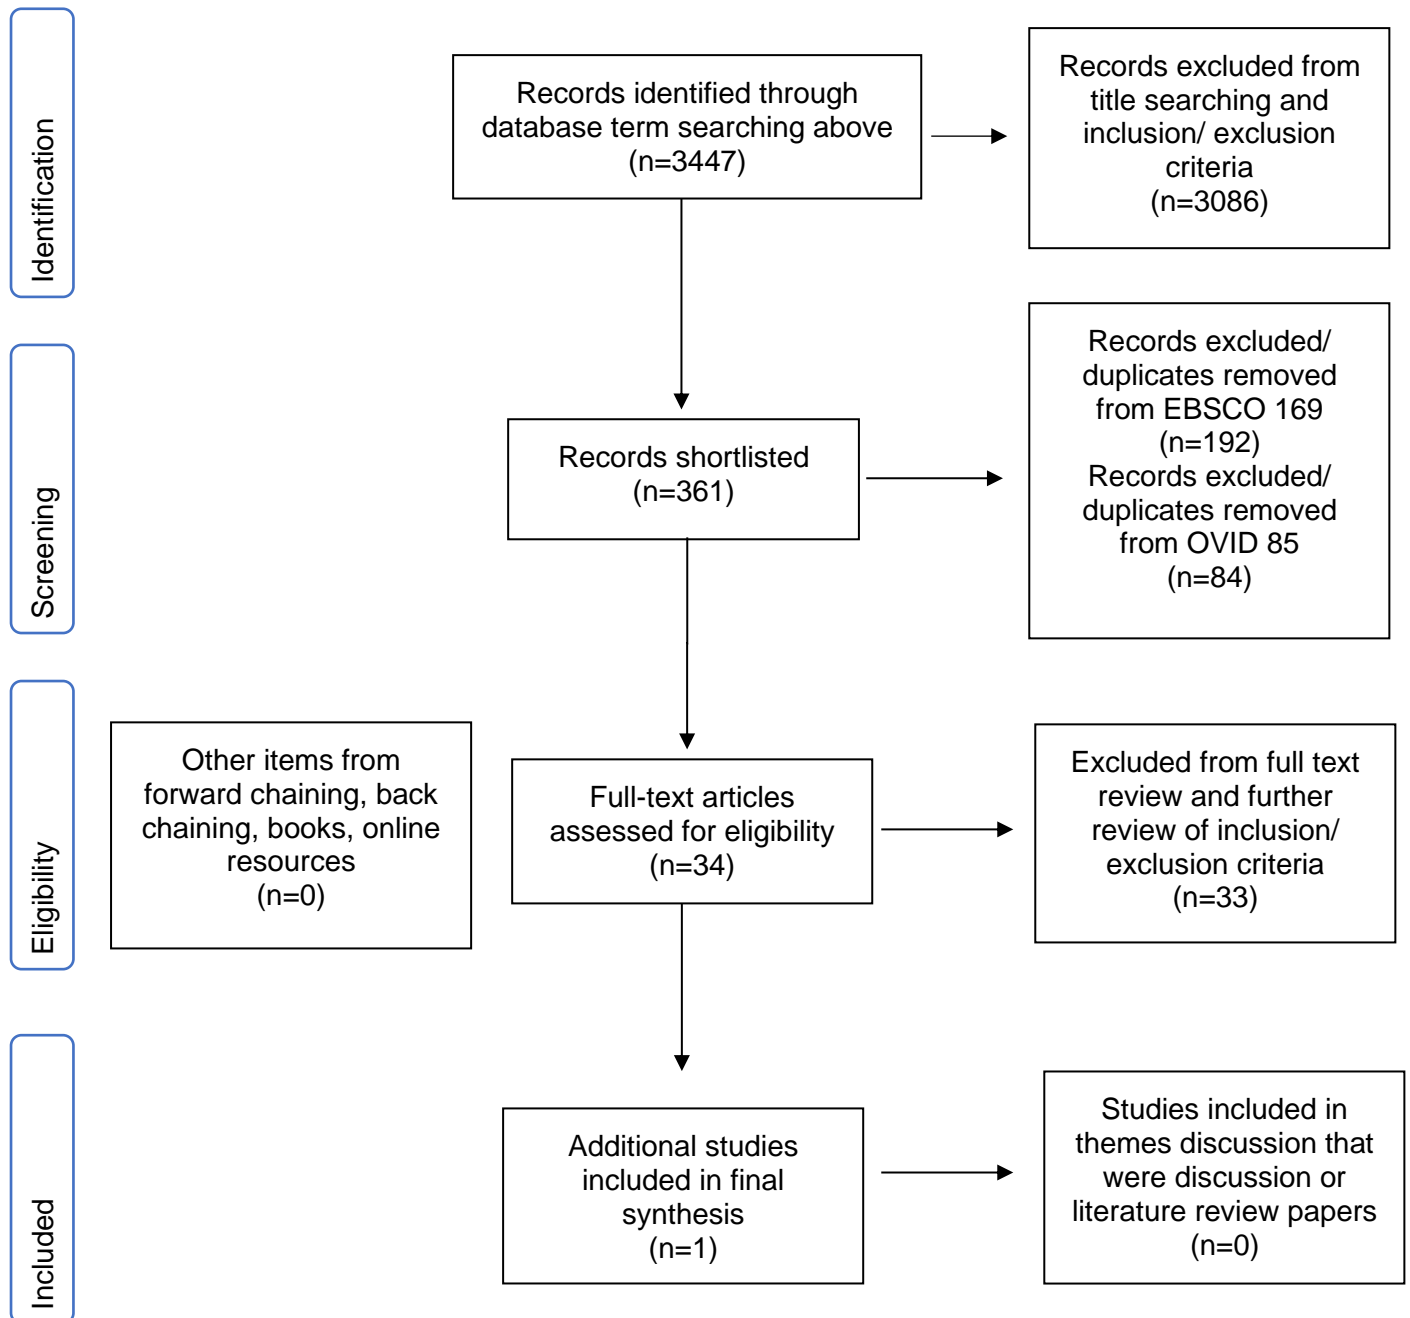 Identification
Records identified through
database term searching above
(n=3447)
Records excluded from
title searching and
inclusion/ exclusion
criteria
(n=3086)
Screening
Records shortlisted
(n=361)
Records excluded/
duplicates removed
from EBSCO 169
(n=192)
Records excluded/
duplicates removed
from OVID 85
(n=84)
Eligibility
Other items from
forward chaining, back
chaining, books, online
resources
(n=0)
Full-text articles
assessed for eligibility
(n=34)
Excluded from full text
review and further
review of inclusion/
exclusion criteria
(n=33)
Included
Additional studies
included in final
synthesis
(n=1)
Studies included in
themes discussion that
were discussion or
literature review papers
(n=0)